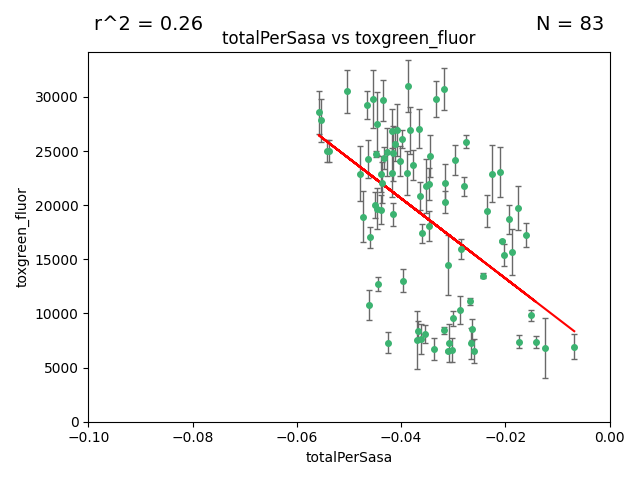 r^2 = 0.26
N = 83
totalPerSasa vs toxgreen_fluor
toxgreen_fluor
30000
25000
20000
15000
10000
5000
0
−0.10
−0.08
−0.06
−0.04
−0.02
0.00
totalPerSasa